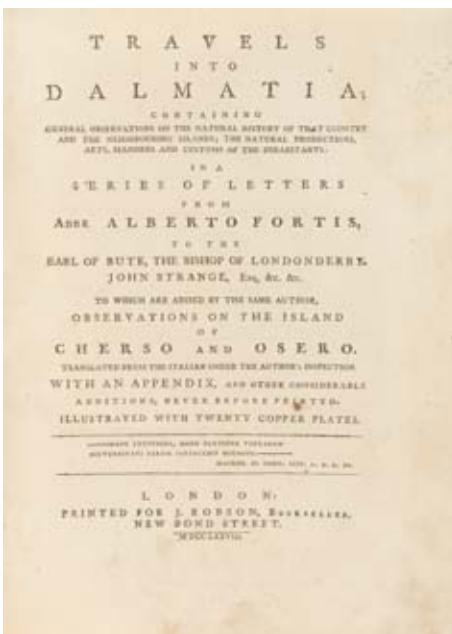 TRAVELS
INTO
DALMATIA;
CONTAINING
GENERAL OBSERVATIONS ON THE NATURAL HISTORY OF THAT COUNTRY
AND THE NEIGHBOURING ISLANDS; THE NATURAL PRODUCTIONS,
ARTS, MANNERS AND CUSTOMS OF THE INHABITANTS:
IN A
SERIES OF LETTERS
FROM
ABBE ALBERTO FORTIS,
TO THE
EARL OF BUTE, THE BISHOP OF LONDONDERRY,
JOHN STRANGE, Esq. &c. &c.
TO WHICH ARE ADDED BY THE SAME AUTHOR,
OBSERVATIONS ON THE ISLAND
OF
CHERSO AND OSERO.
TRANSLATED FROM THE ITALIAN UNDER THE AUTHOR'S INSPECTION
WITH AN APPENDIX, AND OTHER CONSIDERABLE
ADDITIONS, NEVER BEFORE PRINTED.
ILLUSTRATED WITH TWENTY COPPER PLATES.
LONDON:
PRINTED FOR J. ROBSON, BOOKSELLER,
NEW BOND STREET.
MDCCLXXVIII